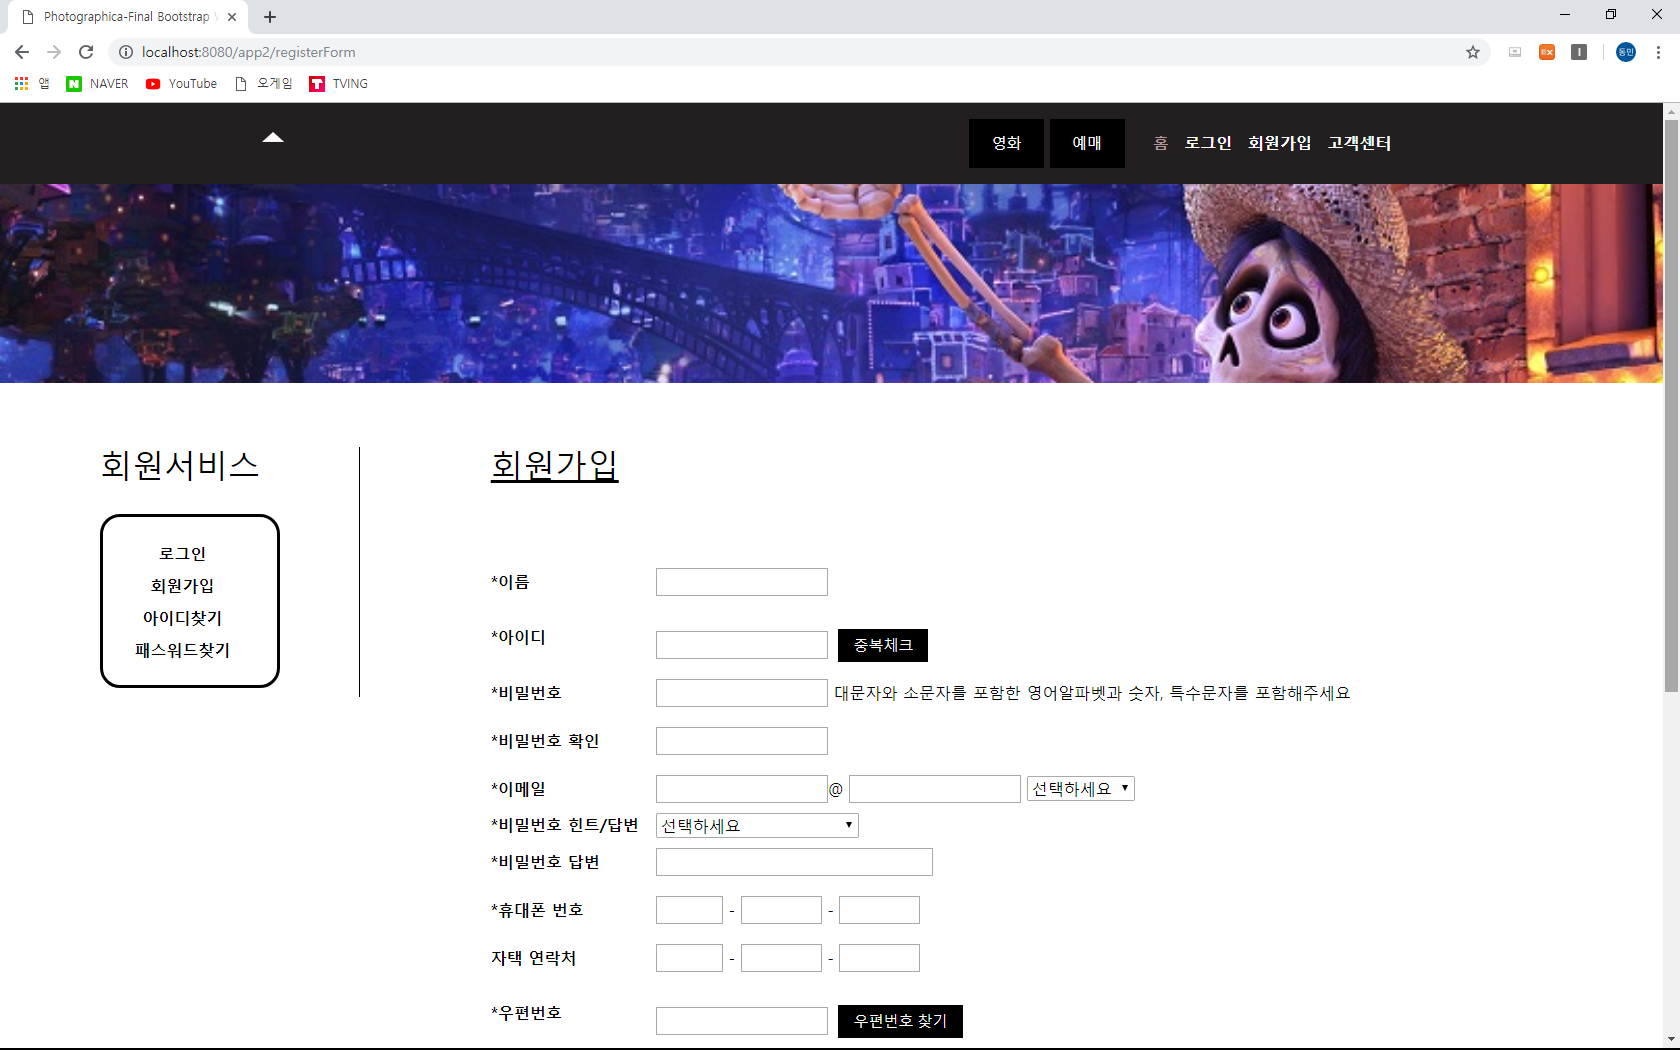 Photographica-Final Bootstrap
localhost:8080/app2/registerForm
동민
앱 NAVER YouTube 오게임 TVING
영화 예매 홈 로그인 회원가입 고객센터
회원서비스
로그인
회원가입
아이디찾기
패스워드찾기
회원가입
*이름
*아이디 중복체크
*비밀번호 대문자와 소문자를 포함한 영어알파벳과 숫자, 특수문자를 포함해주세요
*비밀번호 확인
*이메일 @ 선택하세요
*비밀번호 힌트/답변 선택하세요
*비밀번호 답변
*휴대폰 번호 - -
자택 연락처 - -
*우편번호 우편번호 찾기